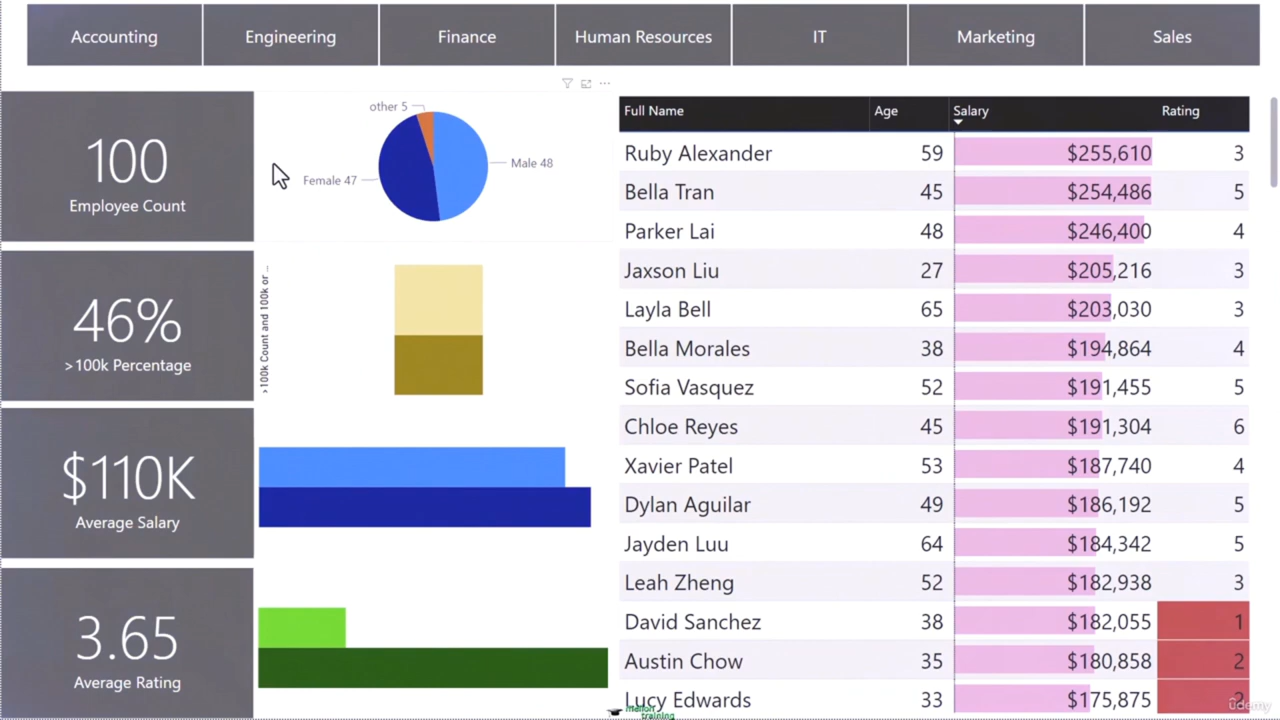 Accounting
Engineering
Finance
Human Resources
IT
Marketing
Sales
100
Employee Count
other 5
Male 48
Female 47
46%
>100k Percentage
>100k Count and 100k or ...
$110K
Average Salary
3.65
Average Rating
Full Name Age Salary Rating
Ruby Alexander 59 $255,610 3
Bella Tran 45 $254,486 5
Parker Lai 48 $246,400 4
Jaxson Liu 27 $205,216 3
Layla Bell 65 $203,030 3
Bella Morales 38 $194,864 4
Sofia Vasquez 52 $191,455 5
Chloe Reyes 45 $191,304 6
Xavier Patel 53 $187,740 4
Dylan Aguilar 49 $186,192 5
Jayden Luu 64 $184,342 5
Leah Zheng 52 $182,938 3
David Sanchez 38 $182,055 1
Austin Chow 35 $180,858 2
Lucy Edwards 33 $175,875 2
training
ûdemy